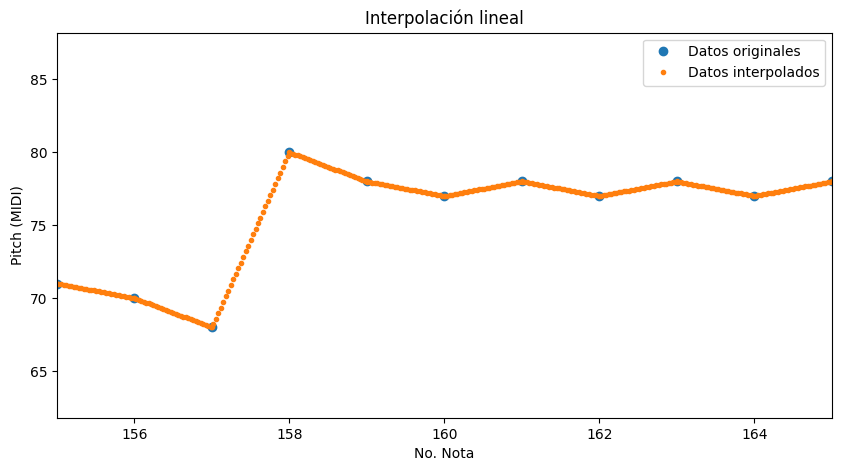 Interpolación lineal
Datos originales
Datos interpolados
Pitch (MIDI)
85
80
75
70
65
156 158 160 162 164
No. Nota